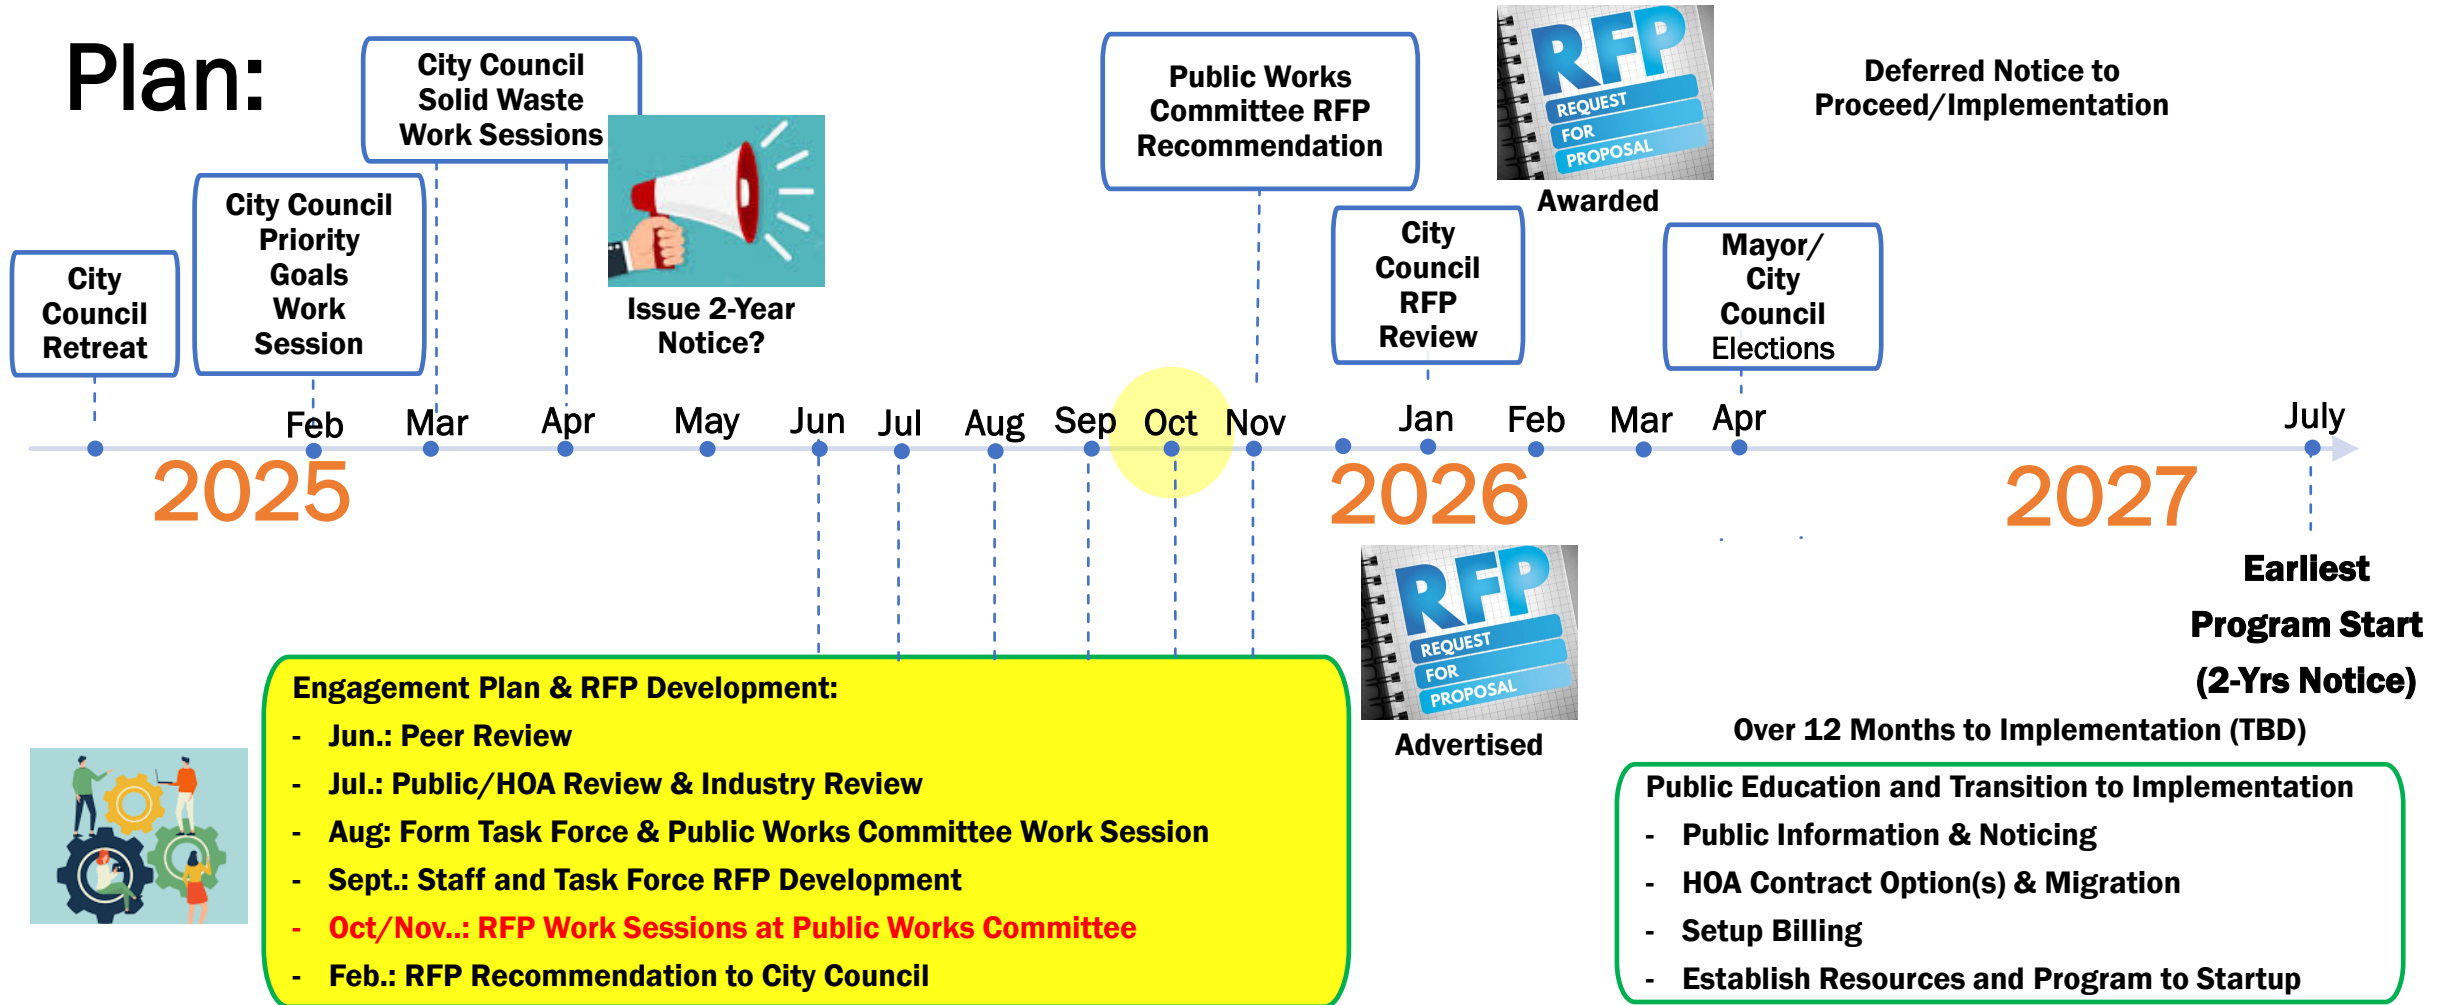 Plan:
City Council
Solid Waste
Work Sessions
City Council
Priority
Goals
Work
Session
City
Council
Retreat
Issue 2-Year
Notice?
Public Works
Committee RFP
Recommendation
RFP
REQUEST
FOR
PROPOSAL
Awarded
Deferred Notice to
Proceed/Implementation
City
Council
RFP
Review
Mayor/
City
Council
Elections
Feb Mar Apr May Jun Jul Aug Sep Oct Nov Jan Feb Mar Apr July
2025 2026 2027
RFP
REQUEST
FOR
PROPOSAL
Advertised
Earliest
Program Start
(2-Yrs Notice)
Engagement Plan & RFP Development:
- Jun.: Peer Review
- Jul.: Public/HOA Review & Industry Review
- Aug: Form Task Force & Public Works Committee Work Session
- Sept.: Staff and Task Force RFP Development
- Oct/Nov..: RFP Work Sessions at Public Works Committee
- Feb.: RFP Recommendation to City Council
Over 12 Months to Implementation (TBD)
Public Education and Transition to Implementation
- Public Information & Noticing
- HOA Contract Option(s) & Migration
- Setup Billing
- Establish Resources and Program to Startup